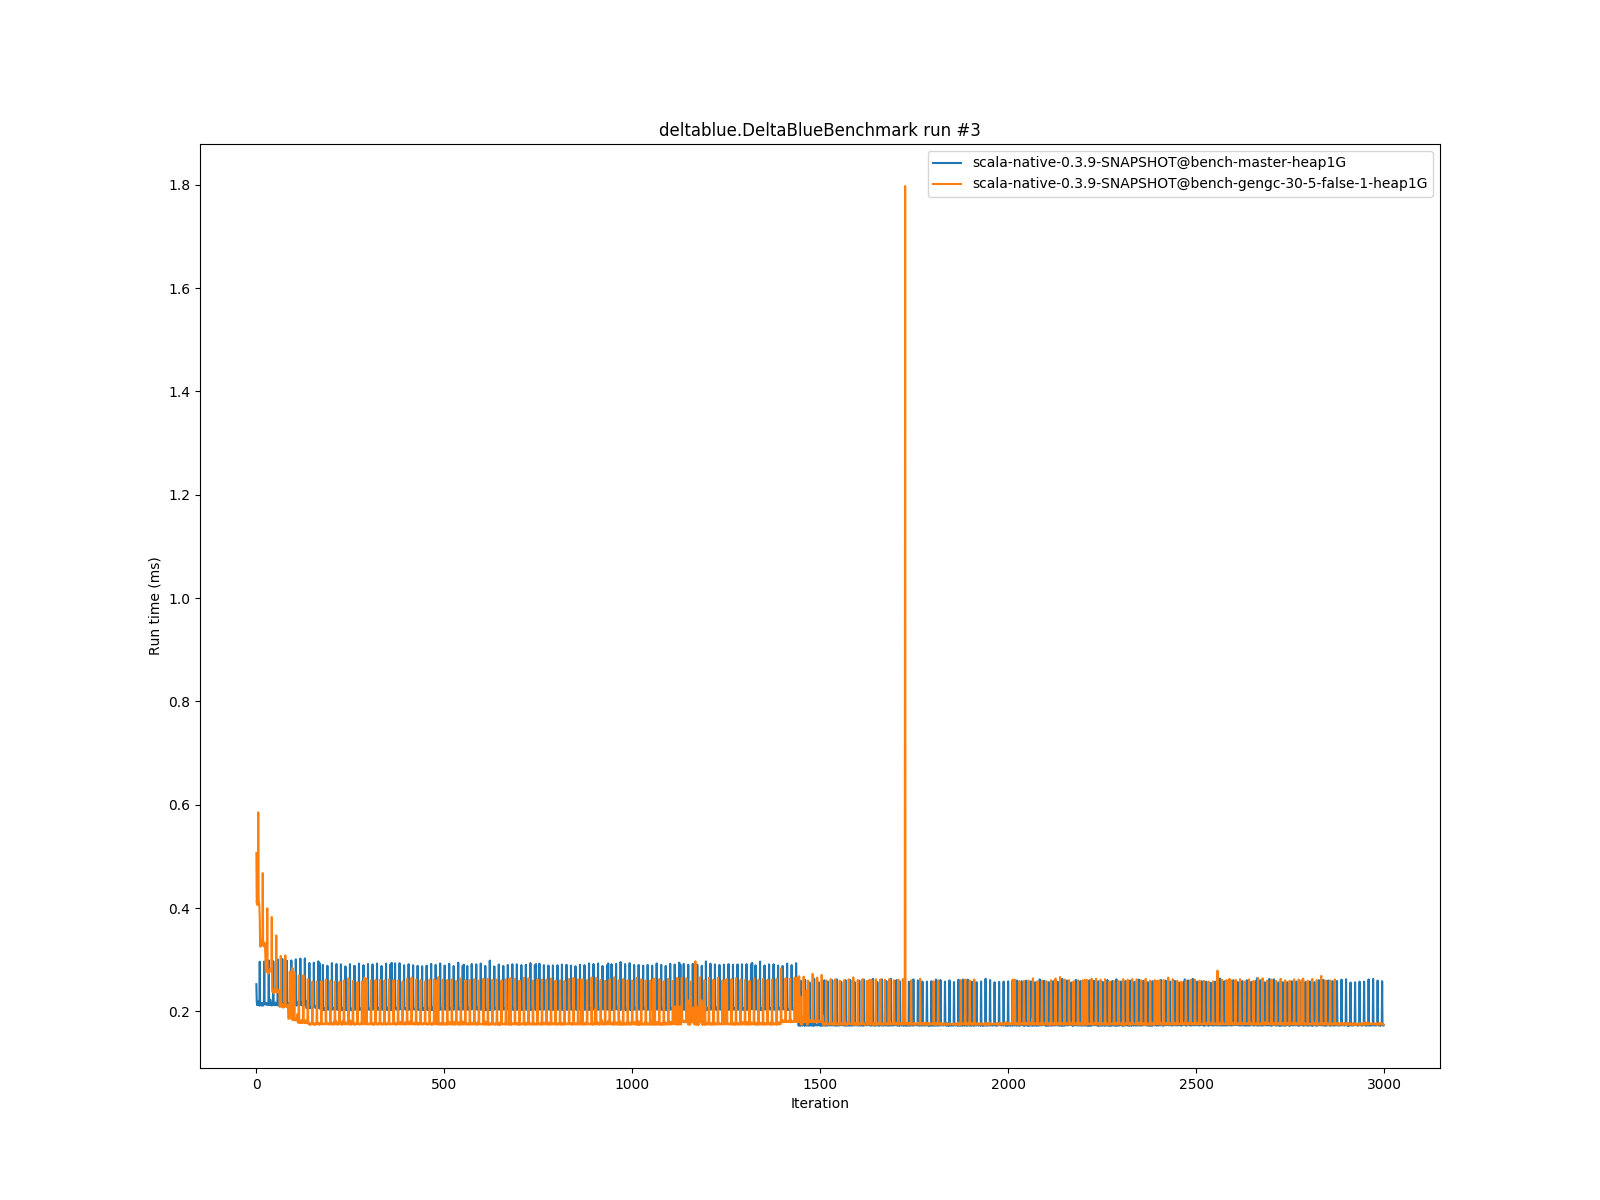 deltablue.DeltaBlueBenchmark run #3
scala-native-0.3.9-SNAPSHOT@bench-master-heap1G
scala-native-0.3.9-SNAPSHOT@bench-gengc-30-5-false-1-heap1G
1.8
1.6
1.4
1.2
1.0
0.8
0.6
0.4
0.2
Run time (ms)
0 500 1000 1500 2000 2500 3000
Iteration